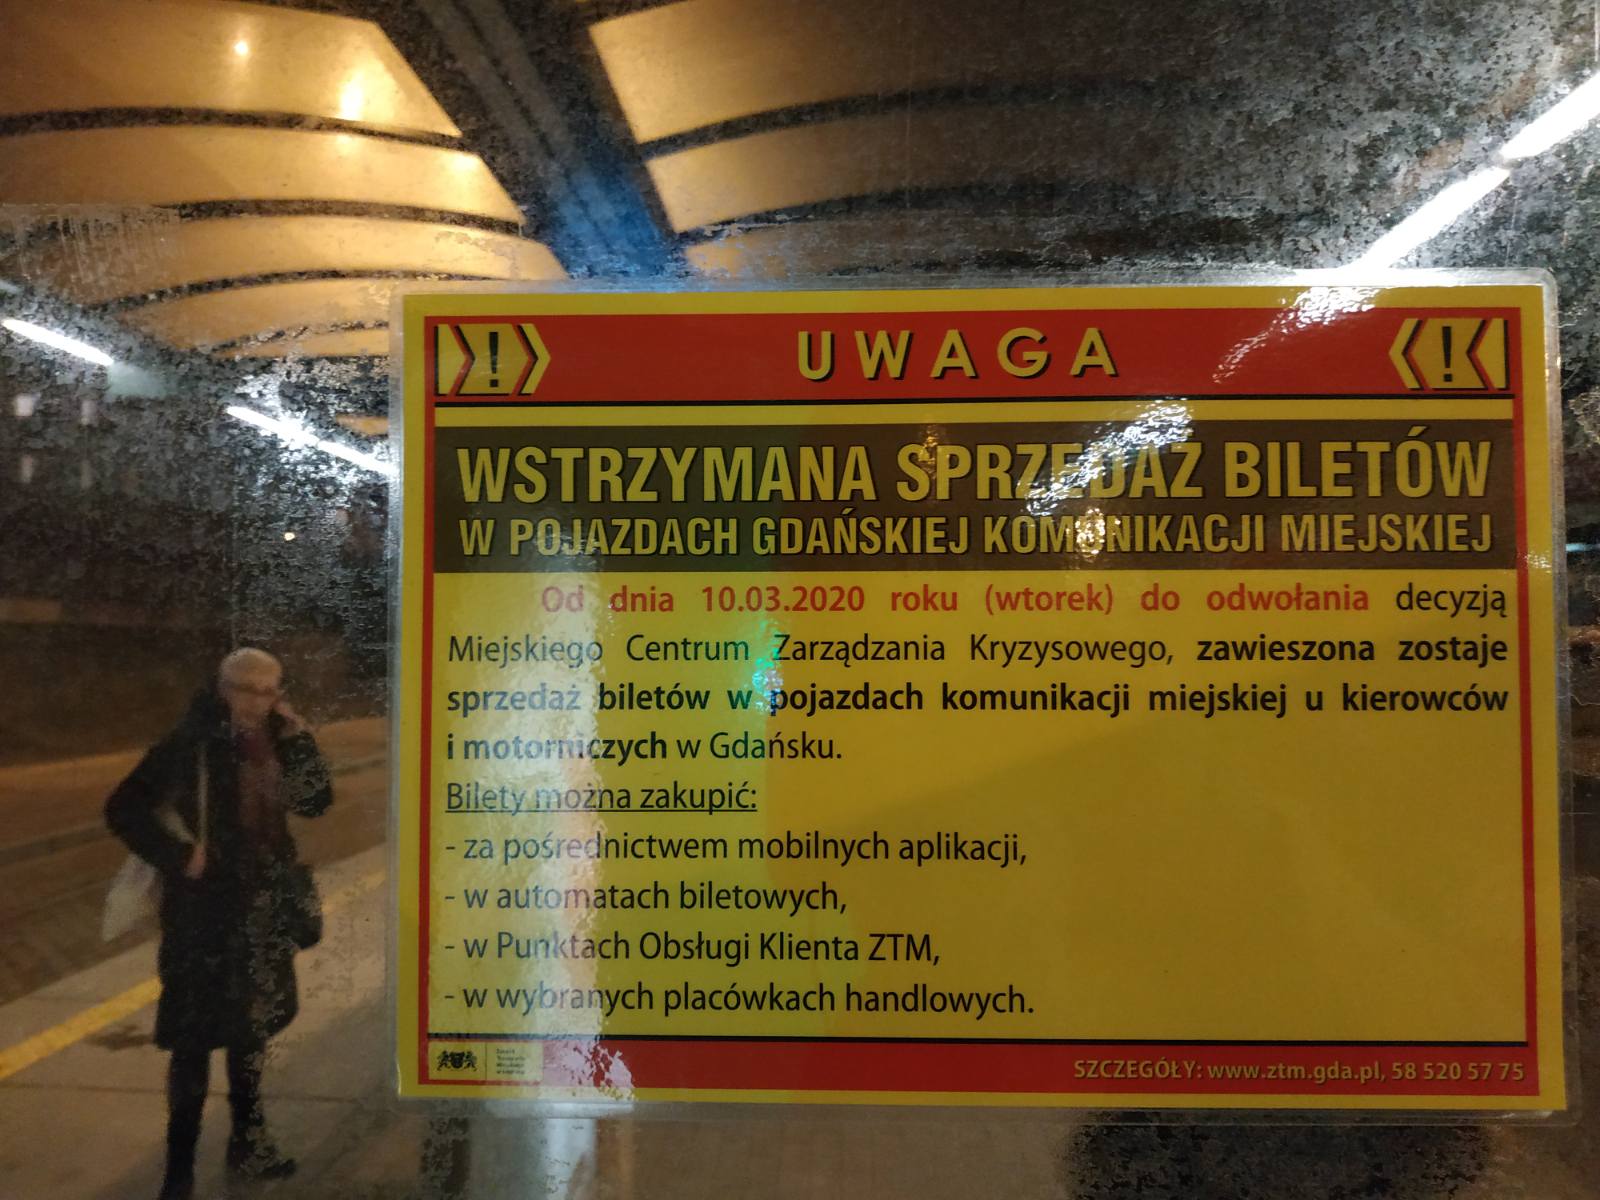 ! UWAGA !
WSTRZYMANA SPRZEDAŻ BILETÓW
W POJAZDACH GDAŃSKIEJ KOMUNIKACJI MIEJSKIEJ
Od dnia 10.03.2020 roku (wtorek) do odwołania decyzją
Miejskiego Centrum Zarządzania Kryzysowego, zawieszona zostaje
sprzedaż biletów w pojazdach komunikacji miejskiej u kierowców
i motorniczych w Gdańsku.
Bilety można zakupić:
- za pośrednictwem mobilnych aplikacji,
- w automatach biletowych,
- w Punktach Obsługi Klienta ZTM,
- w wybranych placówkach handlowych.
SZCZEGÓŁY: www.ztm.gda.pl, 58 520 57 75